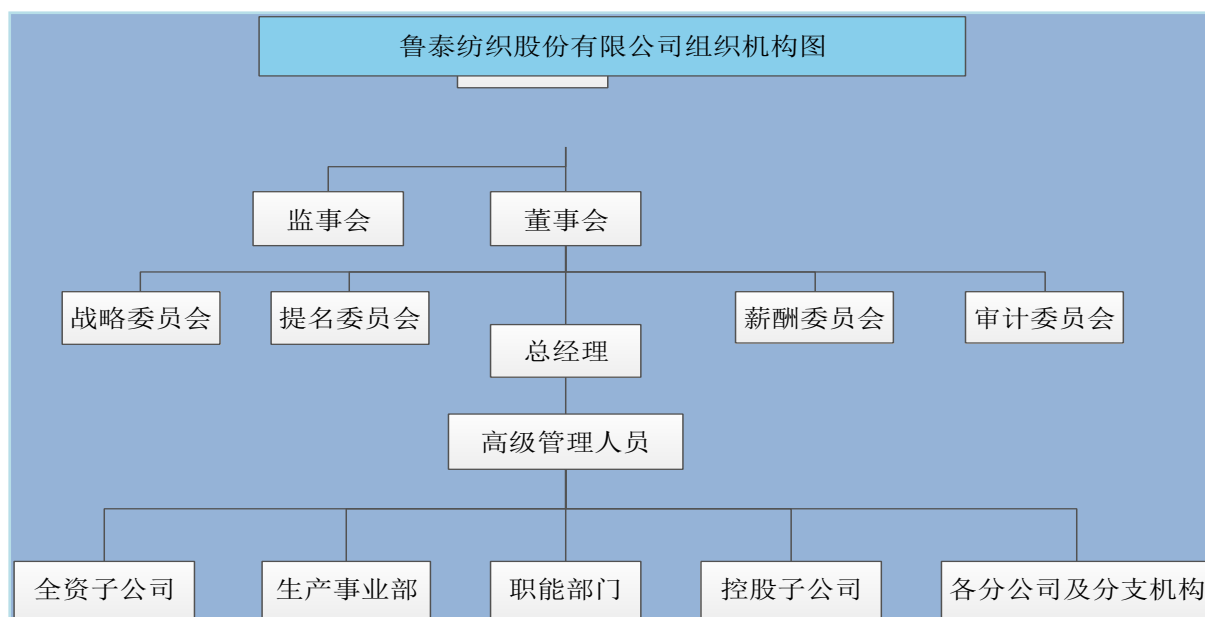 鲁泰纺织股份有限公司组织机构图
监事会
董事会
战略委员会
提名委员会
薪酬委员会
审计委员会
总经理
高级管理人员
全资子公司
生产事业部
职能部门
控股子公司
各分公司及分支机构